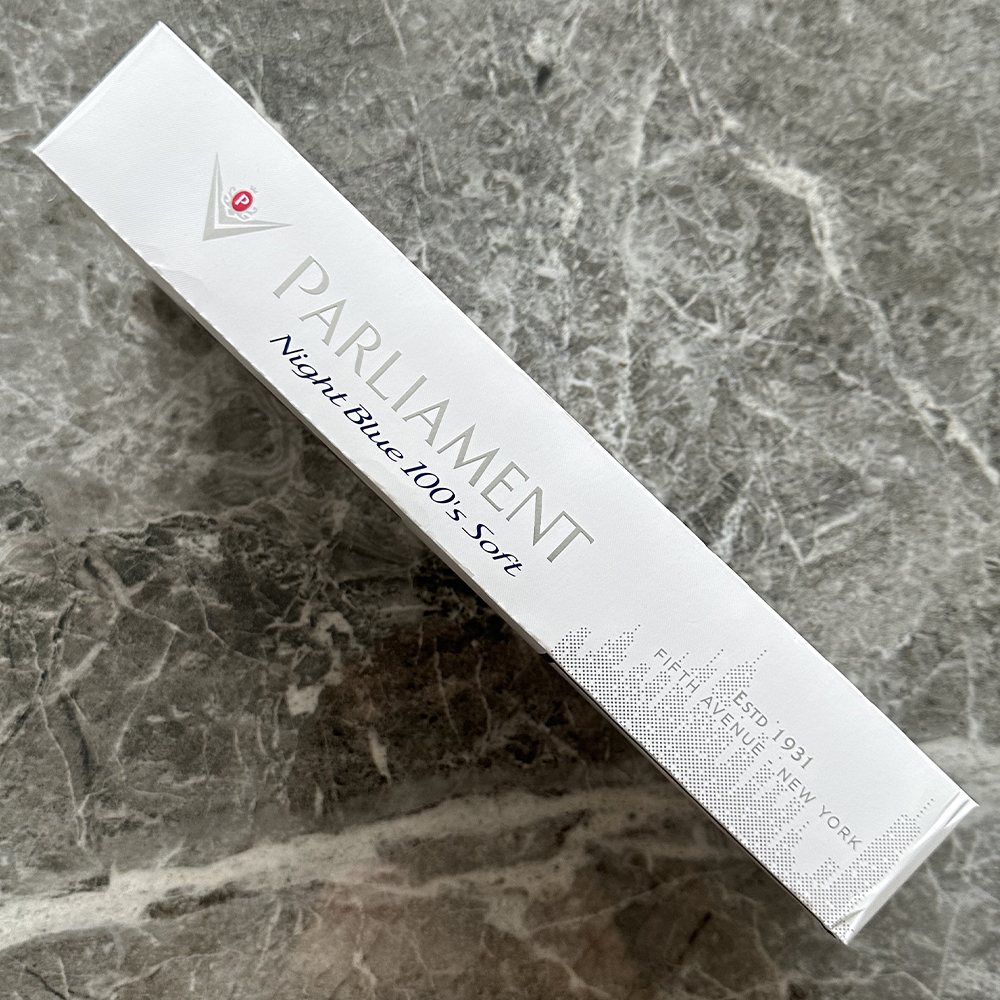 P
PARLIAMENT
Night Blue 100's Soft
ESTD 1931
FIFTH AVENUE - NEW YORK